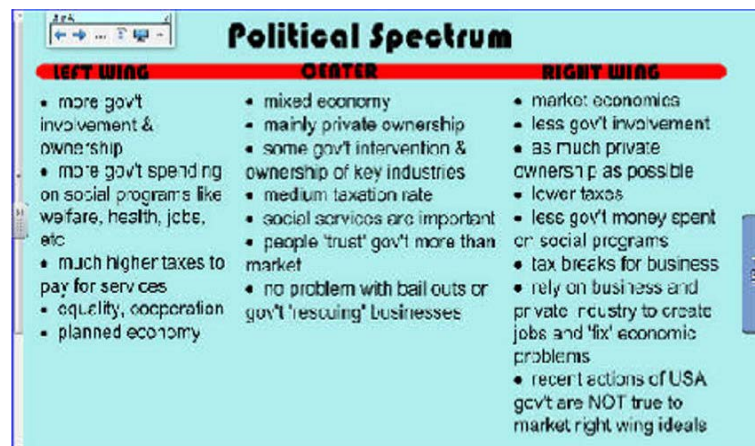 Political Spectrum
LEFT WING
• more gov't
involvement &
ownership
• more gov't spending
on social programs like
welfare, health, jobs,
etc
• much higher taxes to
pay for services
• equality, cooperation
• planned economy
CENTER
• mixed economy
• mainly private ownership
• some gov't intervention &
ownership of key industries
• medium taxation rate
• social services are important
• people 'trust' gov't more than
market
• no problem with bail outs or
gov't 'rescuing' businesses
RIGHT WING
• market economics
• less gov't involvement
• as much private
ownership as possible
• lower taxes
• less gov't money spent
on social programs
• tax breaks for business
• rely on business and
private industry to create
jobs and 'fix' economic
problems
• recent actions of USA
gov't are NOT true to
market right wing ideals